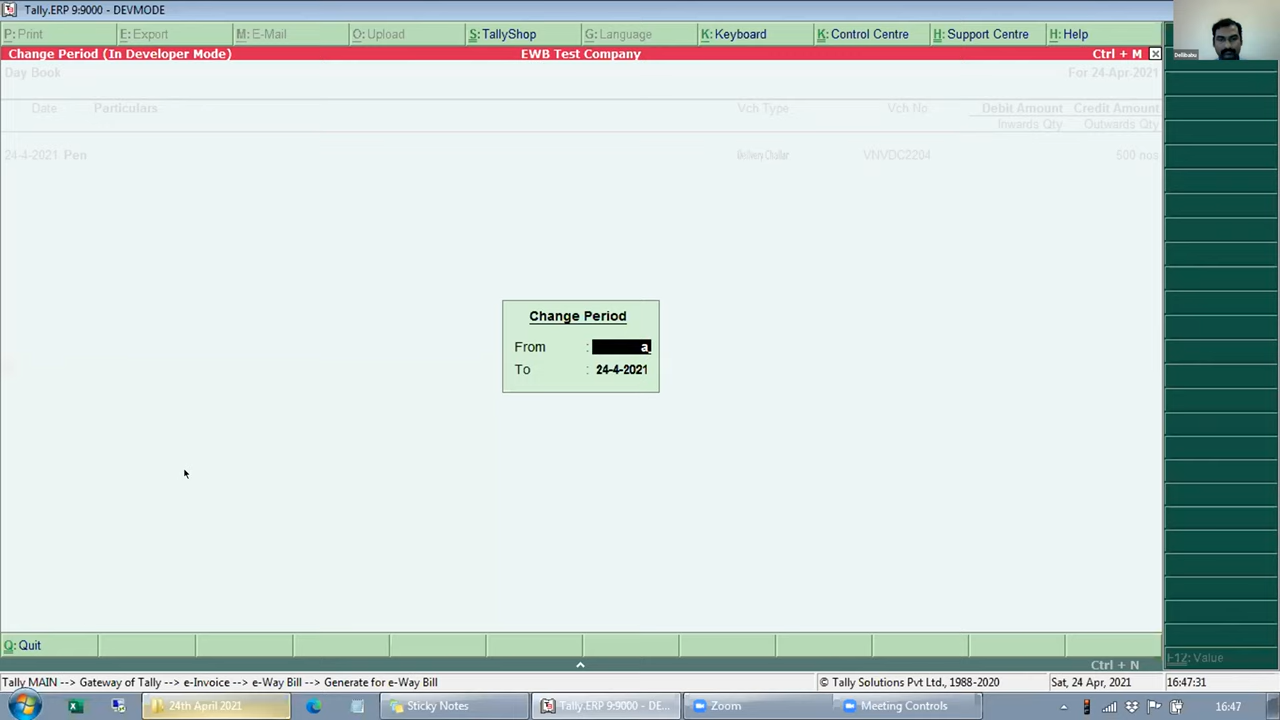 Tally.ERP 9:9000 - DEVMODE
P: Print E: Export M: E-Mail O: Upload S: TallyShop G: Language K: Keyboard K: Control Centre H: Support Centre H: Help
Dellibabu
Change Period (In Developer Mode) EWB Test Company Ctrl + M
Day Book For 24-Apr-2021
Date Particulars Vch Type Vch No Debit Amount Credit Amount
Inwards Qty Outwards Qty
24-4-2021 Pen Delivery Challan VNVDC2204 500 nos
Change Period
From : a
To : 24-4-2021
Q: Quit
F12: Value
Ctrl + N
Tally MAIN --> Gateway of Tally --> e-Invoice --> e-Way Bill --> Generate for e-Way Bill © Tally Solutions Pvt Ltd., 1988-2020 Sat, 24 Apr, 2021 16:47:31
24th April 2021 Sticky Notes Tally.ERP 9:9000 - DE... Zoom Meeting Controls 16:47